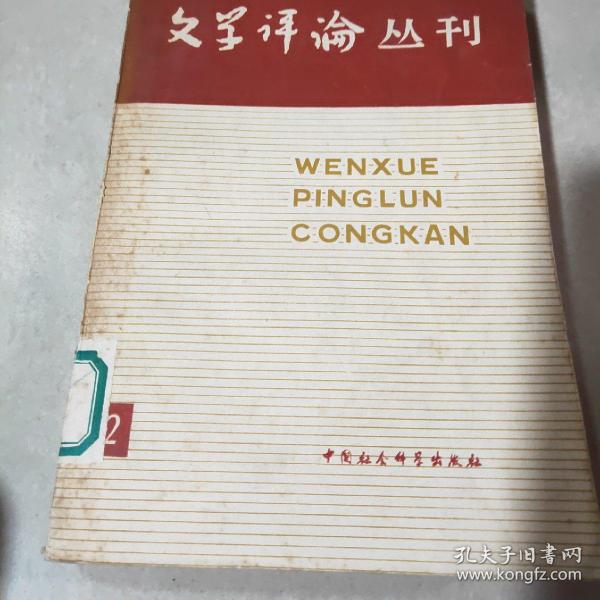 文学评论丛刊
WENXUE
PINGLUN
CONGKAN
2
中国社会科学出版社
孔夫子旧书网
www.kongfz.com